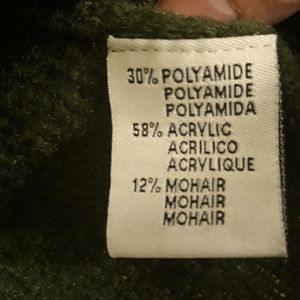 30% POLYAMIDE
POLYAMIDE
POLYAMIDA
58% ACRYLIC
ACRILICO
ACRYLIQUE
12% MOHAIR
MOHAIR
MOHAIR